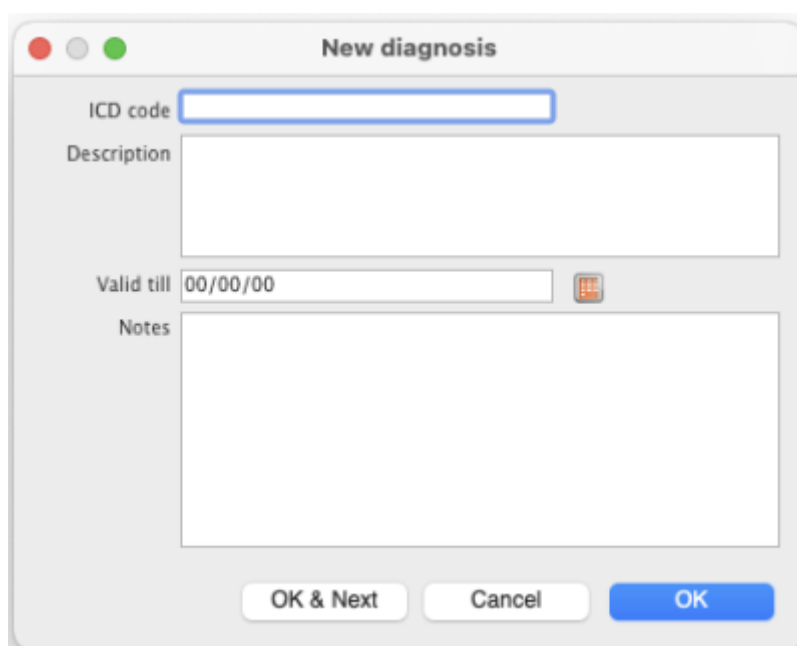 New diagnosis
ICD code
Description
Valid till 00/00/00
Notes
OK & Next Cancel OK